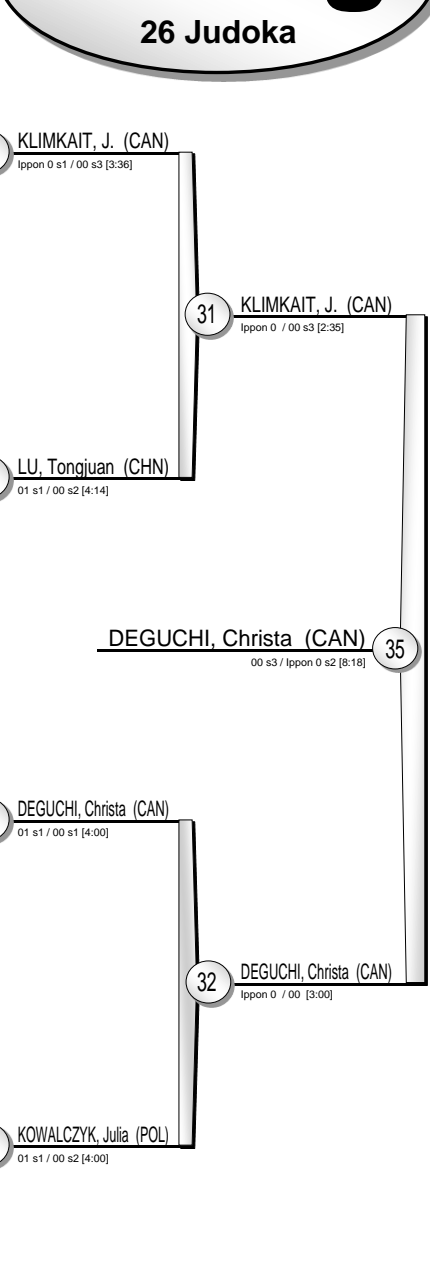 26 Judoka
KLIMKAIT, J. (CAN)
Ippon 0 s1 / 00 s3 [3:36]
31
KLIMKAIT, J. (CAN)
Ippon 0 / 00 s3 [2:35]
LU, Tongjuan (CHN)
01 s1 / 00 s2 [4:14]
DEGUCHI, Christa (CAN)
00 s3 / Ippon 0 s2 [8:18]
35
DEGUCHI, Christa (CAN)
01 s1 / 00 s1 [4:00]
32
DEGUCHI, Christa (CAN)
Ippon 0 / 00 [3:00]
KOWALCZYK, Julia (POL)
01 s1 / 00 s2 [4:00]